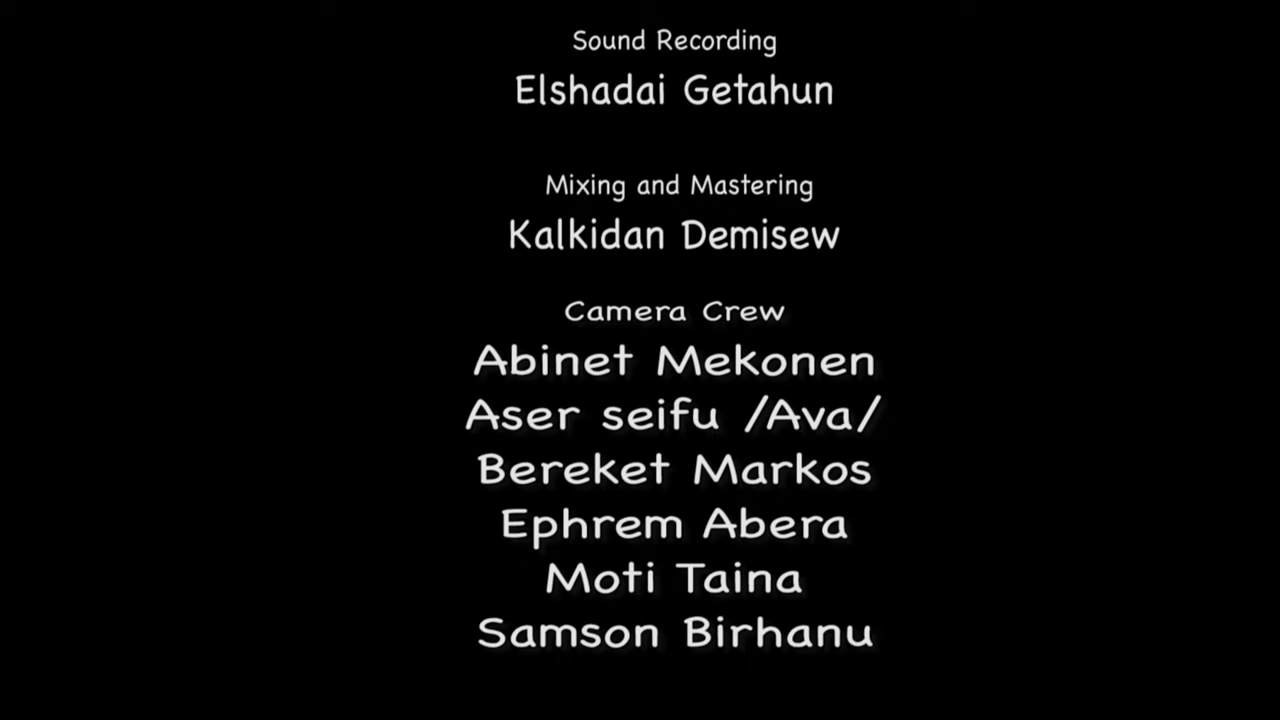 Sound Recording
Elshadai Getahun
Mixing and Mastering
Kalkidan Demisew
Camera Crew
Abinet Mekonen
Aser seifu /Ava/
Bereket Markos
Ephrem Abera
Moti Taina
Samson Birhanu